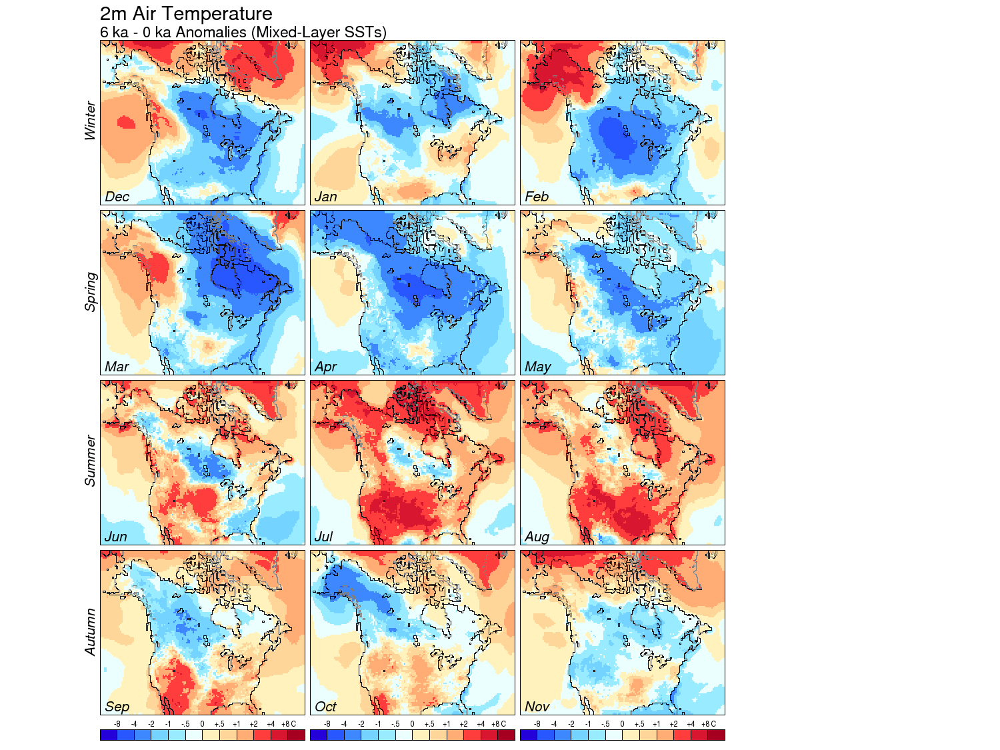 2m Air Temperature
6 ka - 0 ka Anomalies (Mixed-Layer SSTs)
Winter
Dec
Jan
Feb
Spring
Mar
Apr
May
Summer
Jun
Jul
Aug
Autumn
Sep
Oct
Nov
-8 -4 -2 -1 -.5 0 +.5 +1 +2 +4 +8 C
-8 -4 -2 -1 -.5 0 +.5 +1 +2 +4 +8 C
-8 -4 -2 -1 -.5 0 +.5 +1 +2 +4 +8 C